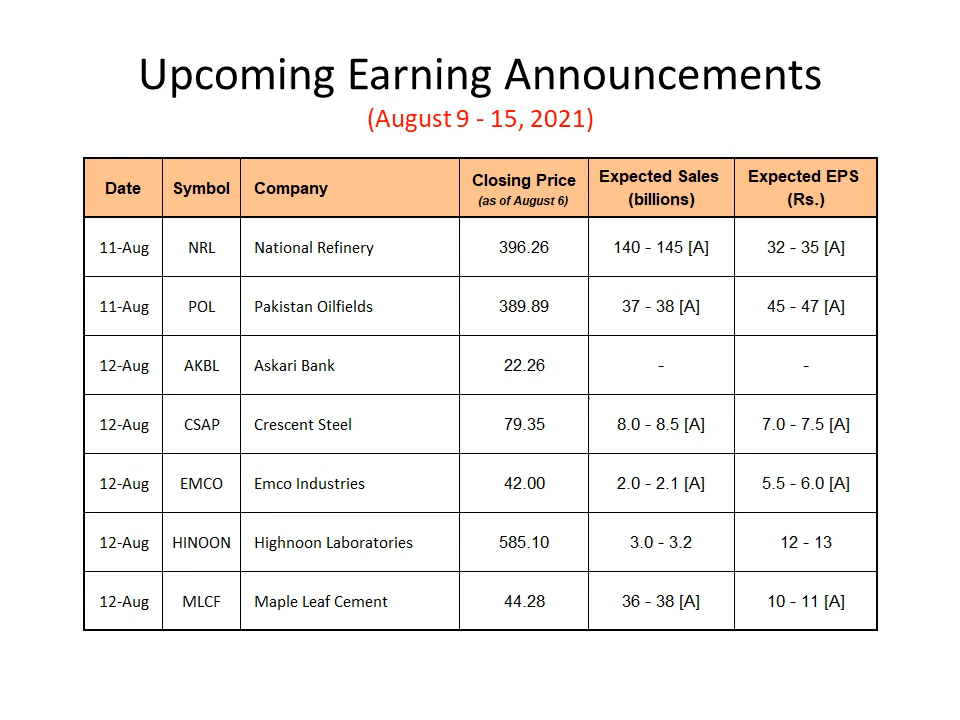 Upcoming Earning Announcements
(August 9 - 15, 2021)
Date Symbol Company Closing Price (as of August 6) Expected Sales (billions) Expected EPS (Rs.)
11-Aug NRL National Refinery 396.26 140 - 145 [A] 32 - 35 [A]
11-Aug POL Pakistan Oilfields 389.89 37 - 38 [A] 45 - 47 [A]
12-Aug AKBL Askari Bank 22.26 - -
12-Aug CSAP Crescent Steel 79.35 8.0 - 8.5 [A] 7.0 - 7.5 [A]
12-Aug EMCO Emco Industries 42.00 2.0 - 2.1 [A] 5.5 - 6.0 [A]
12-Aug HINOON Highnoon Laboratories 585.10 3.0 - 3.2 12 - 13
12-Aug MLCF Maple Leaf Cement 44.28 36 - 38 [A] 10 - 11 [A]